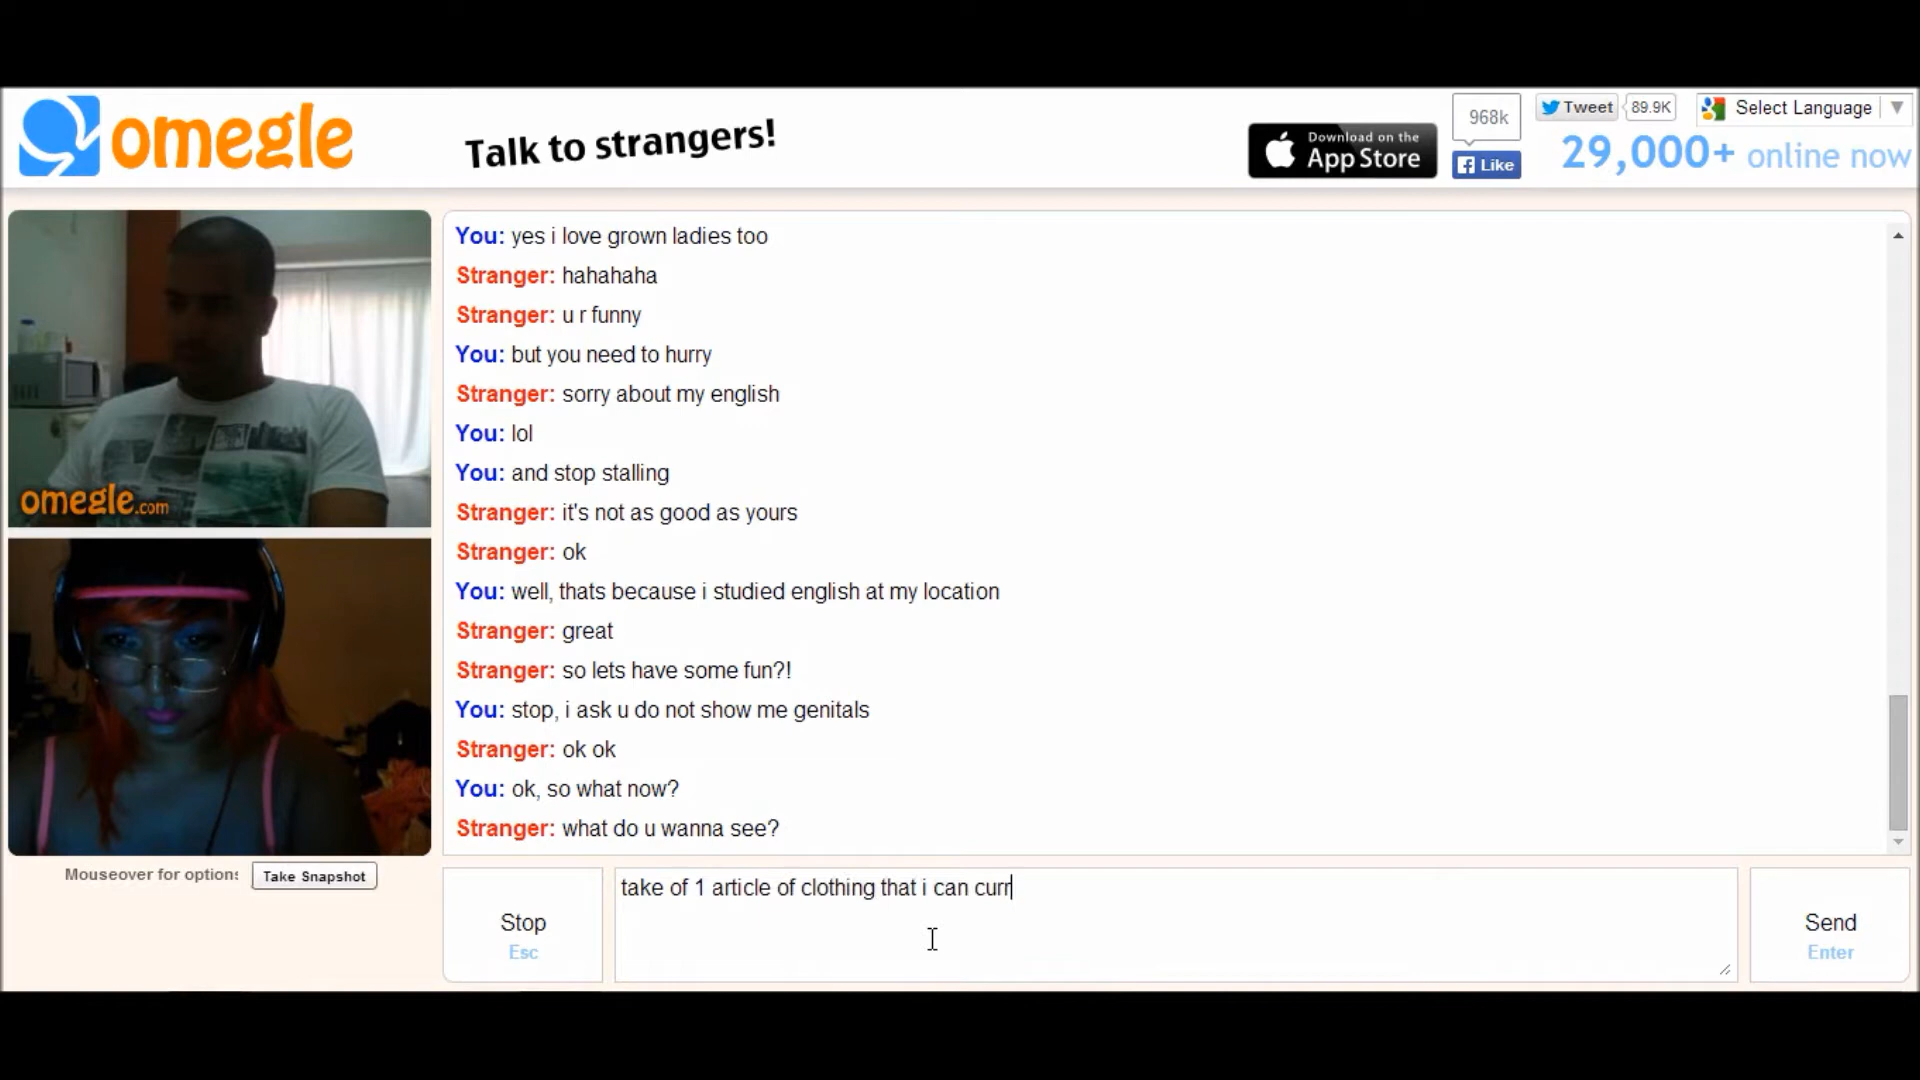 omegle
Talk to strangers!
Download on the
App Store
968k
Like
Tweet
89.9K
Select Language
29,000+ online now
You: yes i love grown ladies too
Stranger: hahahaha
Stranger: u r funny
You: but you need to hurry
Stranger: sorry about my english
You: lol
You: and stop stalling
Stranger: it's not as good as yours
Stranger: ok
You: well, thats because i studied english at my location
Stranger: great
Stranger: so lets have some fun?!
You: stop, i ask u do not show me genitals
Stranger: ok ok
You: ok, so what now?
Stranger: what do u wanna see?
omegle.com
Mouseover for options
Take Snapshot
Stop
Esc
take of 1 article of clothing that i can curr
Send
Enter